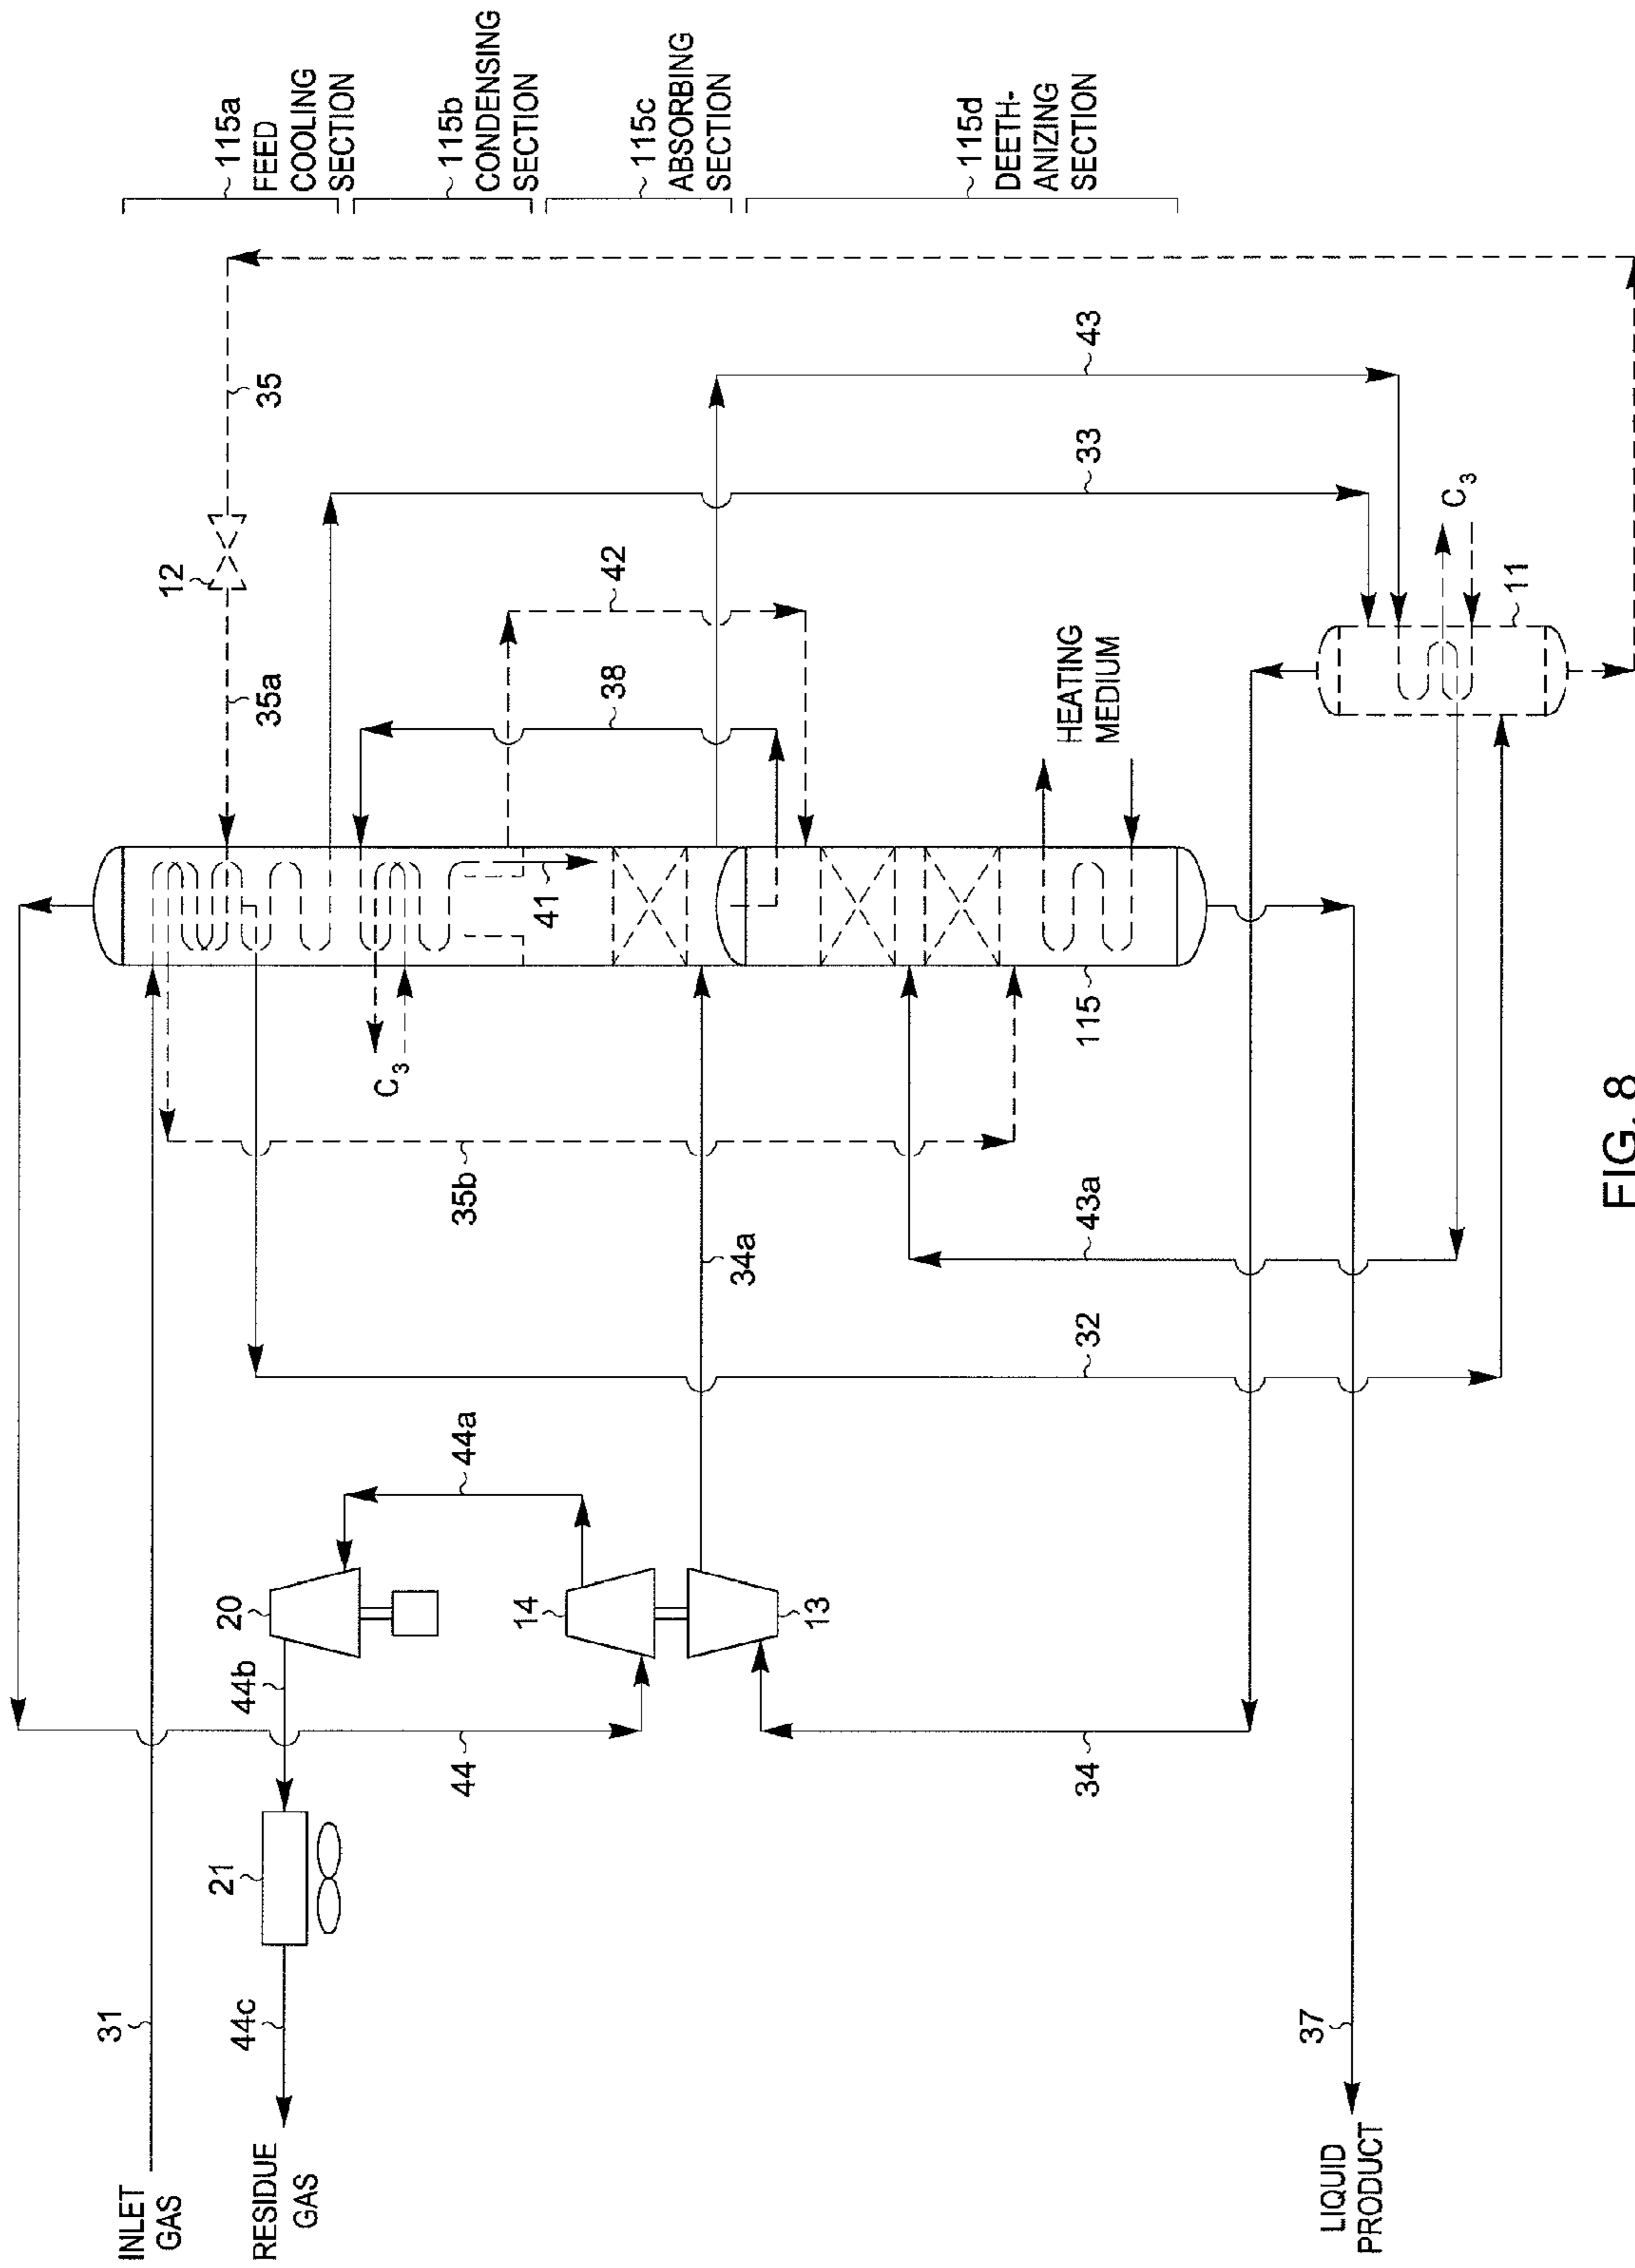 INLET
GAS
31
RESIDUE
GAS
44c
21
44b
20
44
44a
14
13
34
34a
32
43a
35b
115
C3
41
38
42
12
35a
35
33
43
HEATING
MEDIUM
C3
11
115a
FEED
COOLING
SECTION
115b
CONDENSING
SECTION
115c
ABSORBING
SECTION
115d
DEETH-
ANIZING
SECTION
37
LIQUID
PRODUCT
FIG. 8